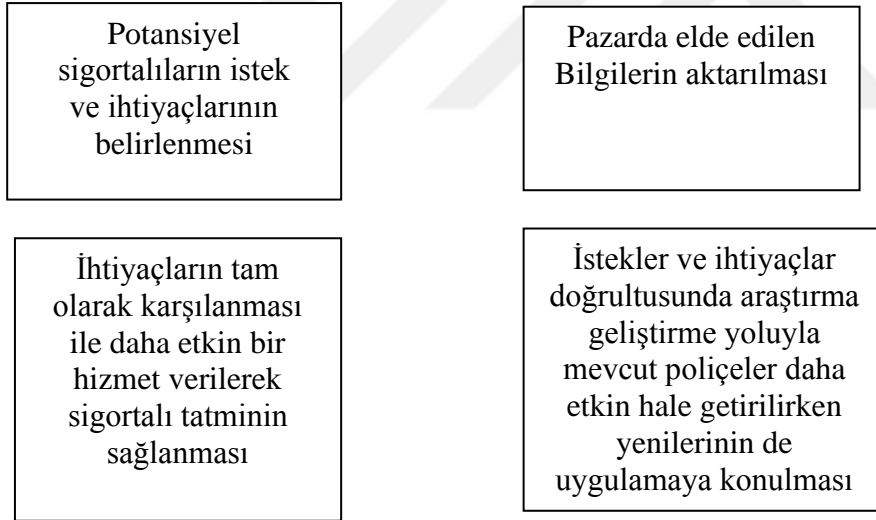 Potansiyel
sigortalıların istek
ve ihtiyaçlarının
belirlenmesi
Pazarda elde edilen
Bilgilerin aktarılması
İhtiyaçların tam
olarak karşılanması
ile daha etkin bir
hizmet verilerek
sigortalı tatminin
sağlanması
İstekler ve ihtiyaçlar
doğrultusunda araştırma
geliştirme yoluyla
mevcut poliçeler daha
etkin hale getirilirken
yenilerinin de
uygulamaya konulması